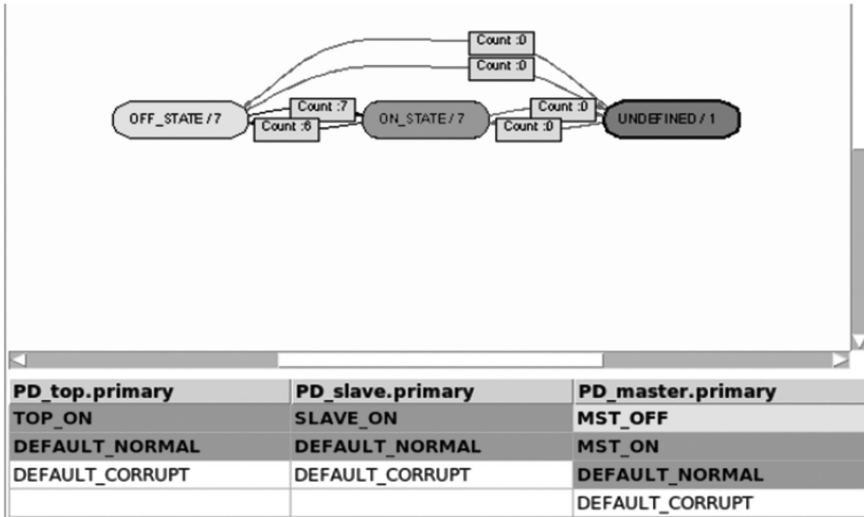 Count :0
Count :0
OFF_STATE / 7
Count :7
Count :6
ON_STATE / 7
Count :0
Count :0
UNDEFINED / 1
PD_top.primary PD_slave.primary PD_master.primary
TOP_ON SLAVE_ON MST_OFF
DEFAULT_NORMAL DEFAULT_NORMAL MST_ON
DEFAULT_CORRUPT DEFAULT_CORRUPT DEFAULT_NORMAL
DEFAULT_CORRUPT